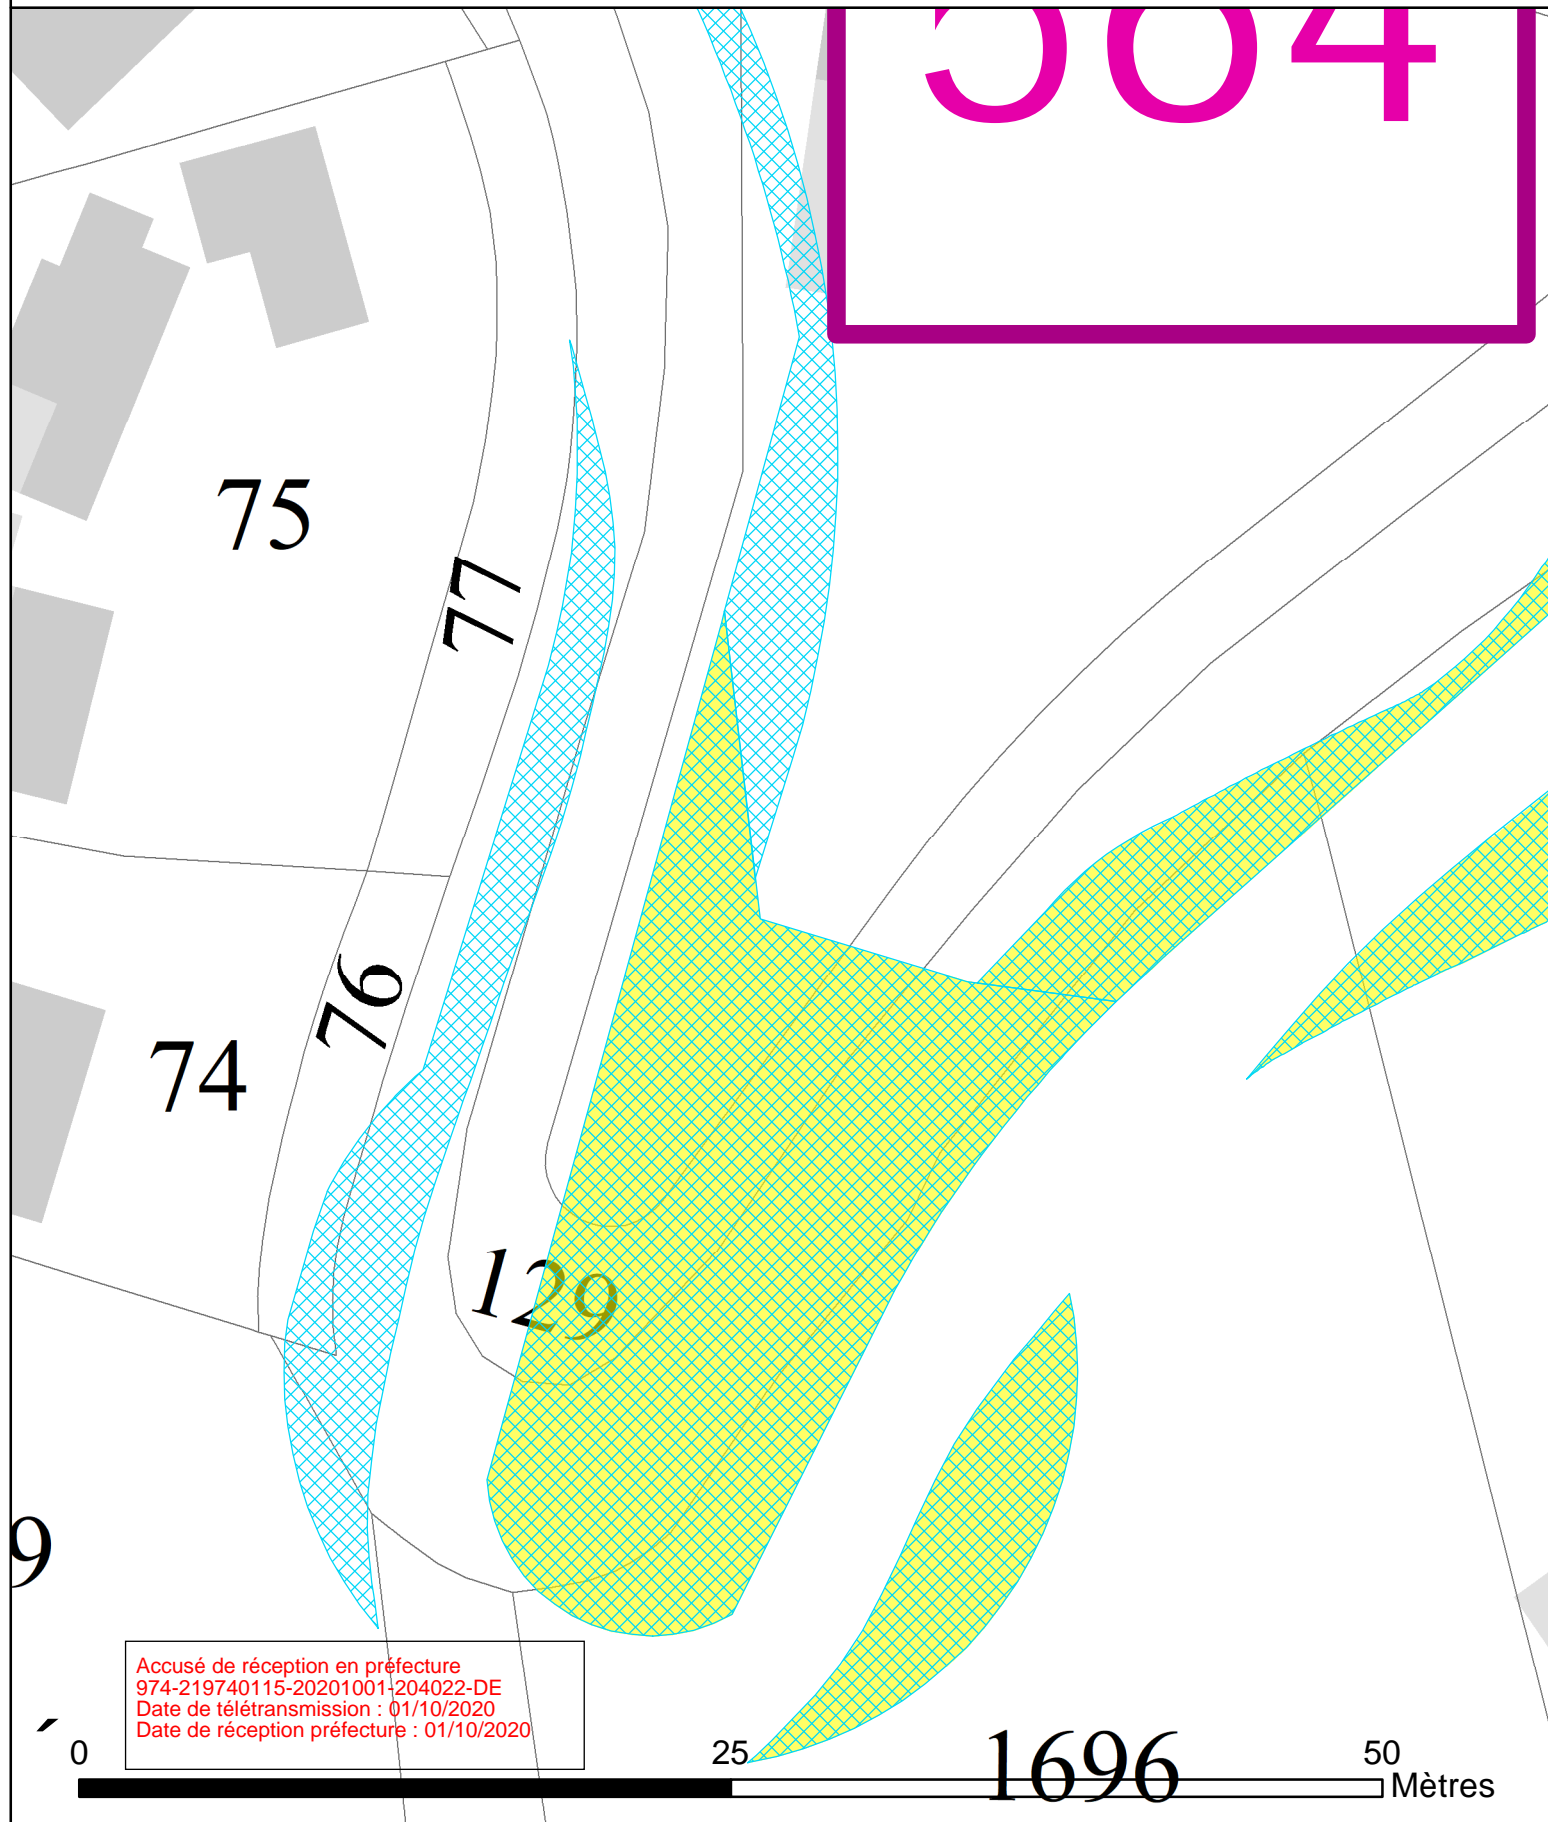 75
77
76
74
129
9
Accusé de réception en préfecture
974-219740115-20201001-204022-DE
Date de télétransmission : 01/10/2020
Date de réception préfecture : 01/10/2020
0 25 50
Mètres
1696